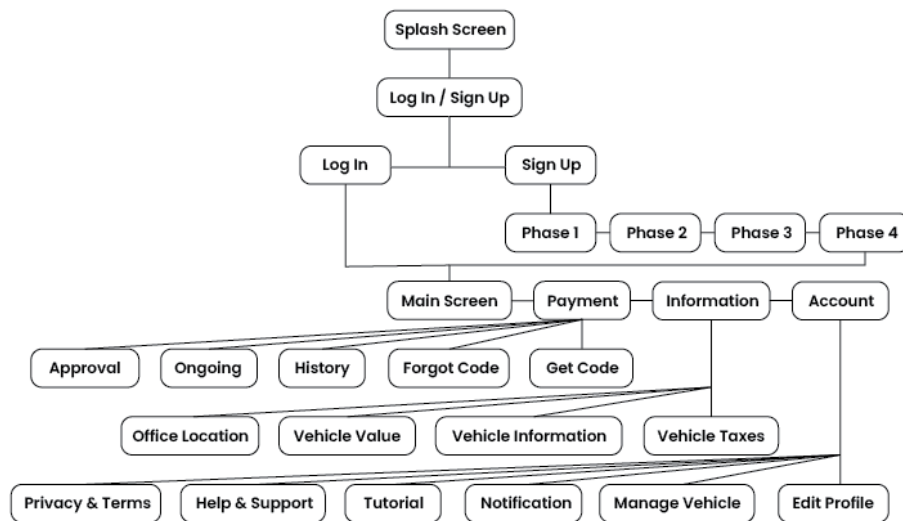 Splash Screen
Log In / Sign Up
Log In
Sign Up
Phase 1
Phase 2
Phase 3
Phase 4
Main Screen
Payment
Information
Account
Approval
Ongoing
History
Forgot Code
Get Code
Office Location
Vehicle Value
Vehicle Information
Vehicle Taxes
Privacy & Terms
Help & Support
Tutorial
Notification
Manage Vehicle
Edit Profile